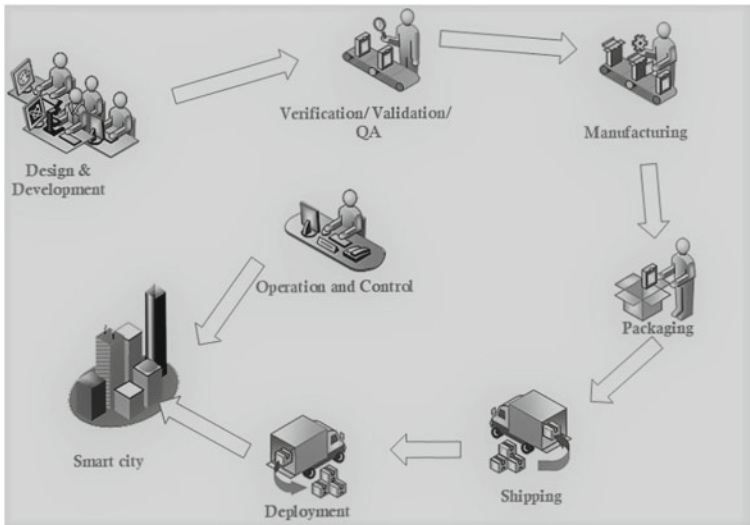 Verification/Validation/
QA
Manufacturing
Design &
Development
Operation and Control
Packaging
Smart city
Deployment
Shipping